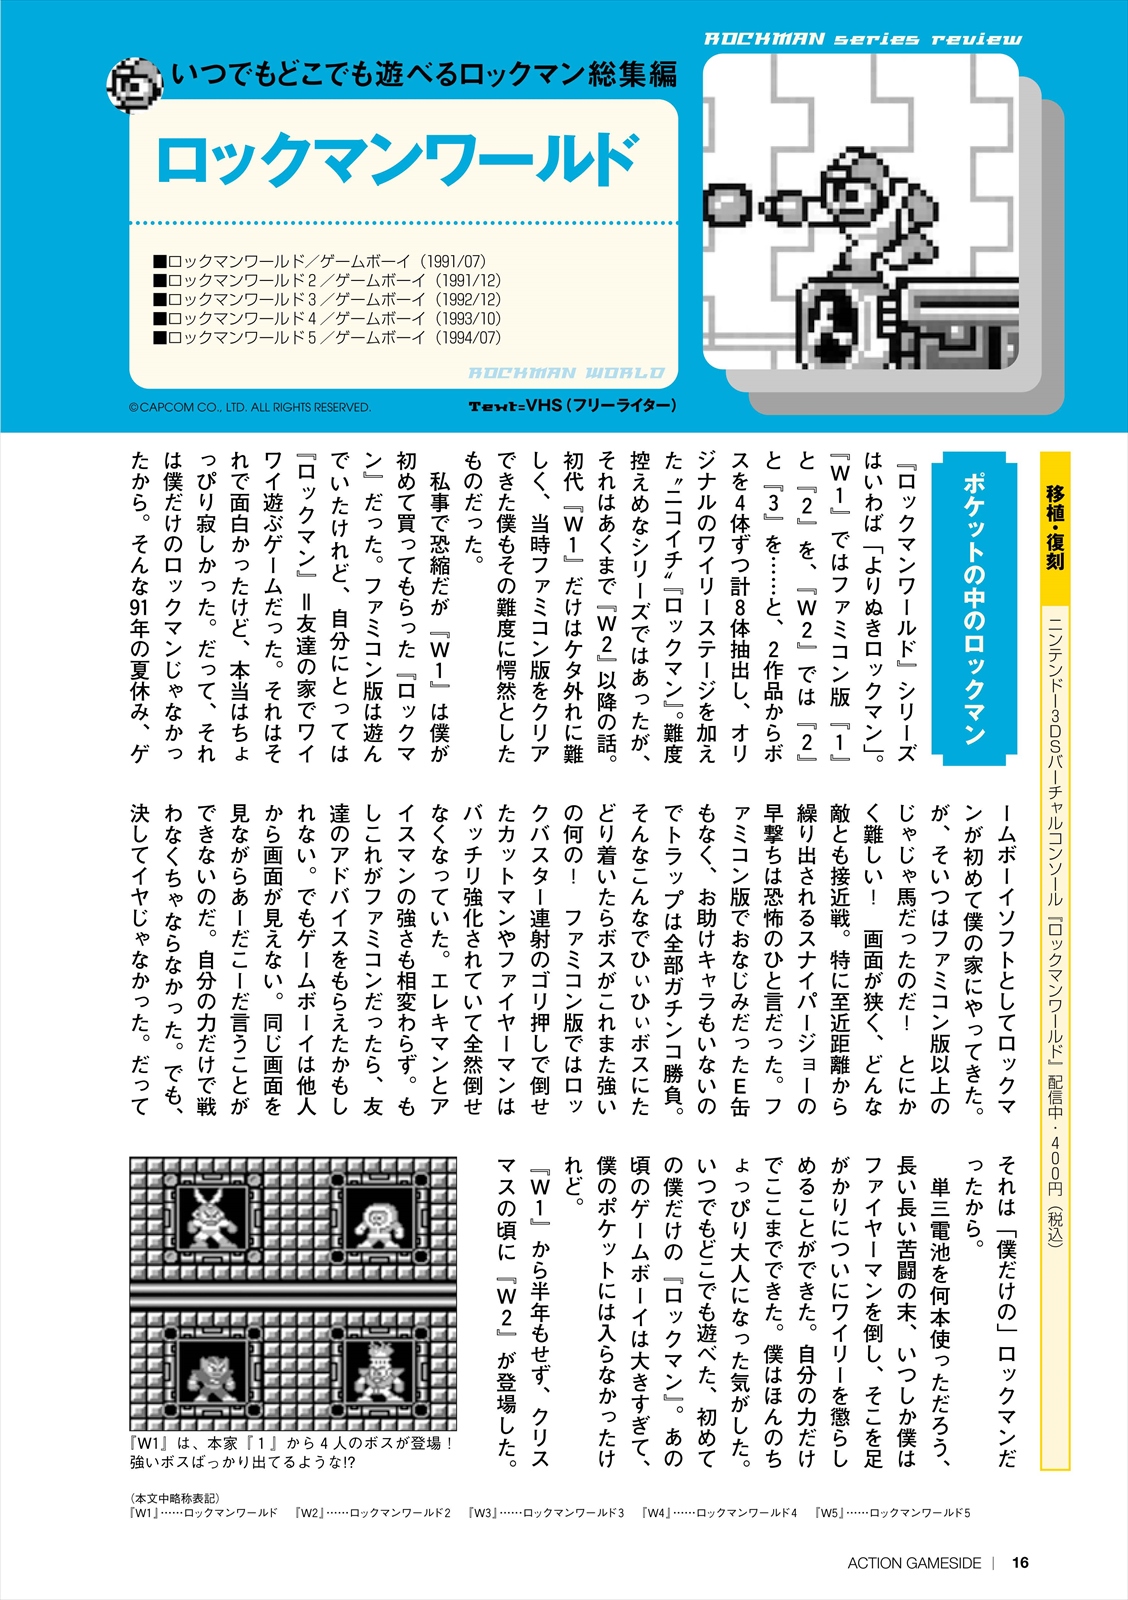 ROCKMAN series review
いつでもどこでも遊べるロックマン総集編
ロックマンワールド
■ロックマンワールド／ゲームボーイ（1991/07）
■ロックマンワールド2／ゲームボーイ（1991/12）
■ロックマンワールド3／ゲームボーイ（1992/12）
■ロックマンワールド4／ゲームボーイ（1993/10）
■ロックマンワールド5／ゲームボーイ（1994/07）
ROCKMAN WORLD
©CAPCOM CO., LTD. ALL RIGHTS RESERVED.
Text=VHS（フリーライター）
移植・復刻
ニンテンドー3DSバーチャルコンソール『ロックマンワールド』配信中・400円（税込）
ポケットの中のロックマン
『ロックマンワールド』シリーズ
はいわば「よりぬきロックマン」。
『W1』ではファミコン版『1』
と『2』を、『W2』では『2』
と『3』を……と、2作品からボ
スを4体ずつ計8体抽出し、オリ
ジナルのワイリーステージを加え
た〝ニコイチ〟『ロックマン』。難度
控えめなシリーズではあったが、
それはあくまで『W2』以降の話。
初代『W1』だけはケタ外れに難
しく、当時ファミコン版をクリア
できた僕もその難度に愕然とした
ものだった。
私事で恐縮だが『W1』は僕が
初めて買ってもらった『ロックマ
ン』だった。ファミコン版は遊ん
でいたけれど、自分にとっては
『ロックマン』＝友達の家でワイ
ワイ遊ぶゲームだった。それはそ
れで面白かったけど、本当はちょ
っぴり寂しかった。だって、それ
は僕だけのロックマンじゃなかっ
たから。そんな91年の夏休み、ゲ
ームボーイソフトとしてロックマ
ンが初めて僕の家にやってきた。
が、そいつはファミコン版以上の
じゃじゃ馬だったのだ！　とにか
く難しい！　画面が狭く、どんな
敵とも接近戦。特に至近距離から
繰り出されるスナイパージョーの
早撃ちは恐怖のひと言だった。フ
ァミコン版でおなじみだったE缶
もなく、お助けキャラもいないの
でトラップは全部ガチンコ勝負。
そんなこんなでひぃひぃボスにた
どり着いたらボスがこれまた強い
の何の！　ファミコン版ではロッ
クバスター連射のゴリ押しで倒せ
たカットマンやファイヤーマンは
バッチリ強化されていて全然倒せ
なくなっていた。エレキマンとア
イスマンの強さも相変わらず。も
しこれがファミコンだったら、友
達のアドバイスをもらえたかもし
れない。でもゲームボーイは他人
から画面が見えない。同じ画面を
見ながらあーだこーだ言うことが
できないのだ。自分の力だけで戦
わなくちゃならなかった。でも、
決してイヤじゃなかった。だって
それは「僕だけの」ロックマンだ
ったから。
単三電池を何本使っただろう、
長い長い苦闘の末、いつしか僕は
ファイヤーマンを倒し、そこを足
がかりについにワイリーを懲らし
めることができた。自分の力だけ
でここまでできた。僕はほんのち
ょっぴり大人になった気がした。
いつでもどこでも遊べた、初めて
の僕だけの『ロックマン』。あの
頃のゲームボーイは大きすぎて、
僕のポケットには入らなかったけ
れど。
『W1』から半年もせず、クリス
マスの頃に『W2』が登場した。
『W1』は、本家『1』から4人のボスが登場！
強いボスばっかり出てるような!?
（本文中略称表記）
『W1』……ロックマンワールド　『W2』……ロックマンワールド2　『W3』……ロックマンワールド3　『W4』……ロックマンワールド4　『W5』……ロックマンワールド5
ACTION GAMESIDE | 16